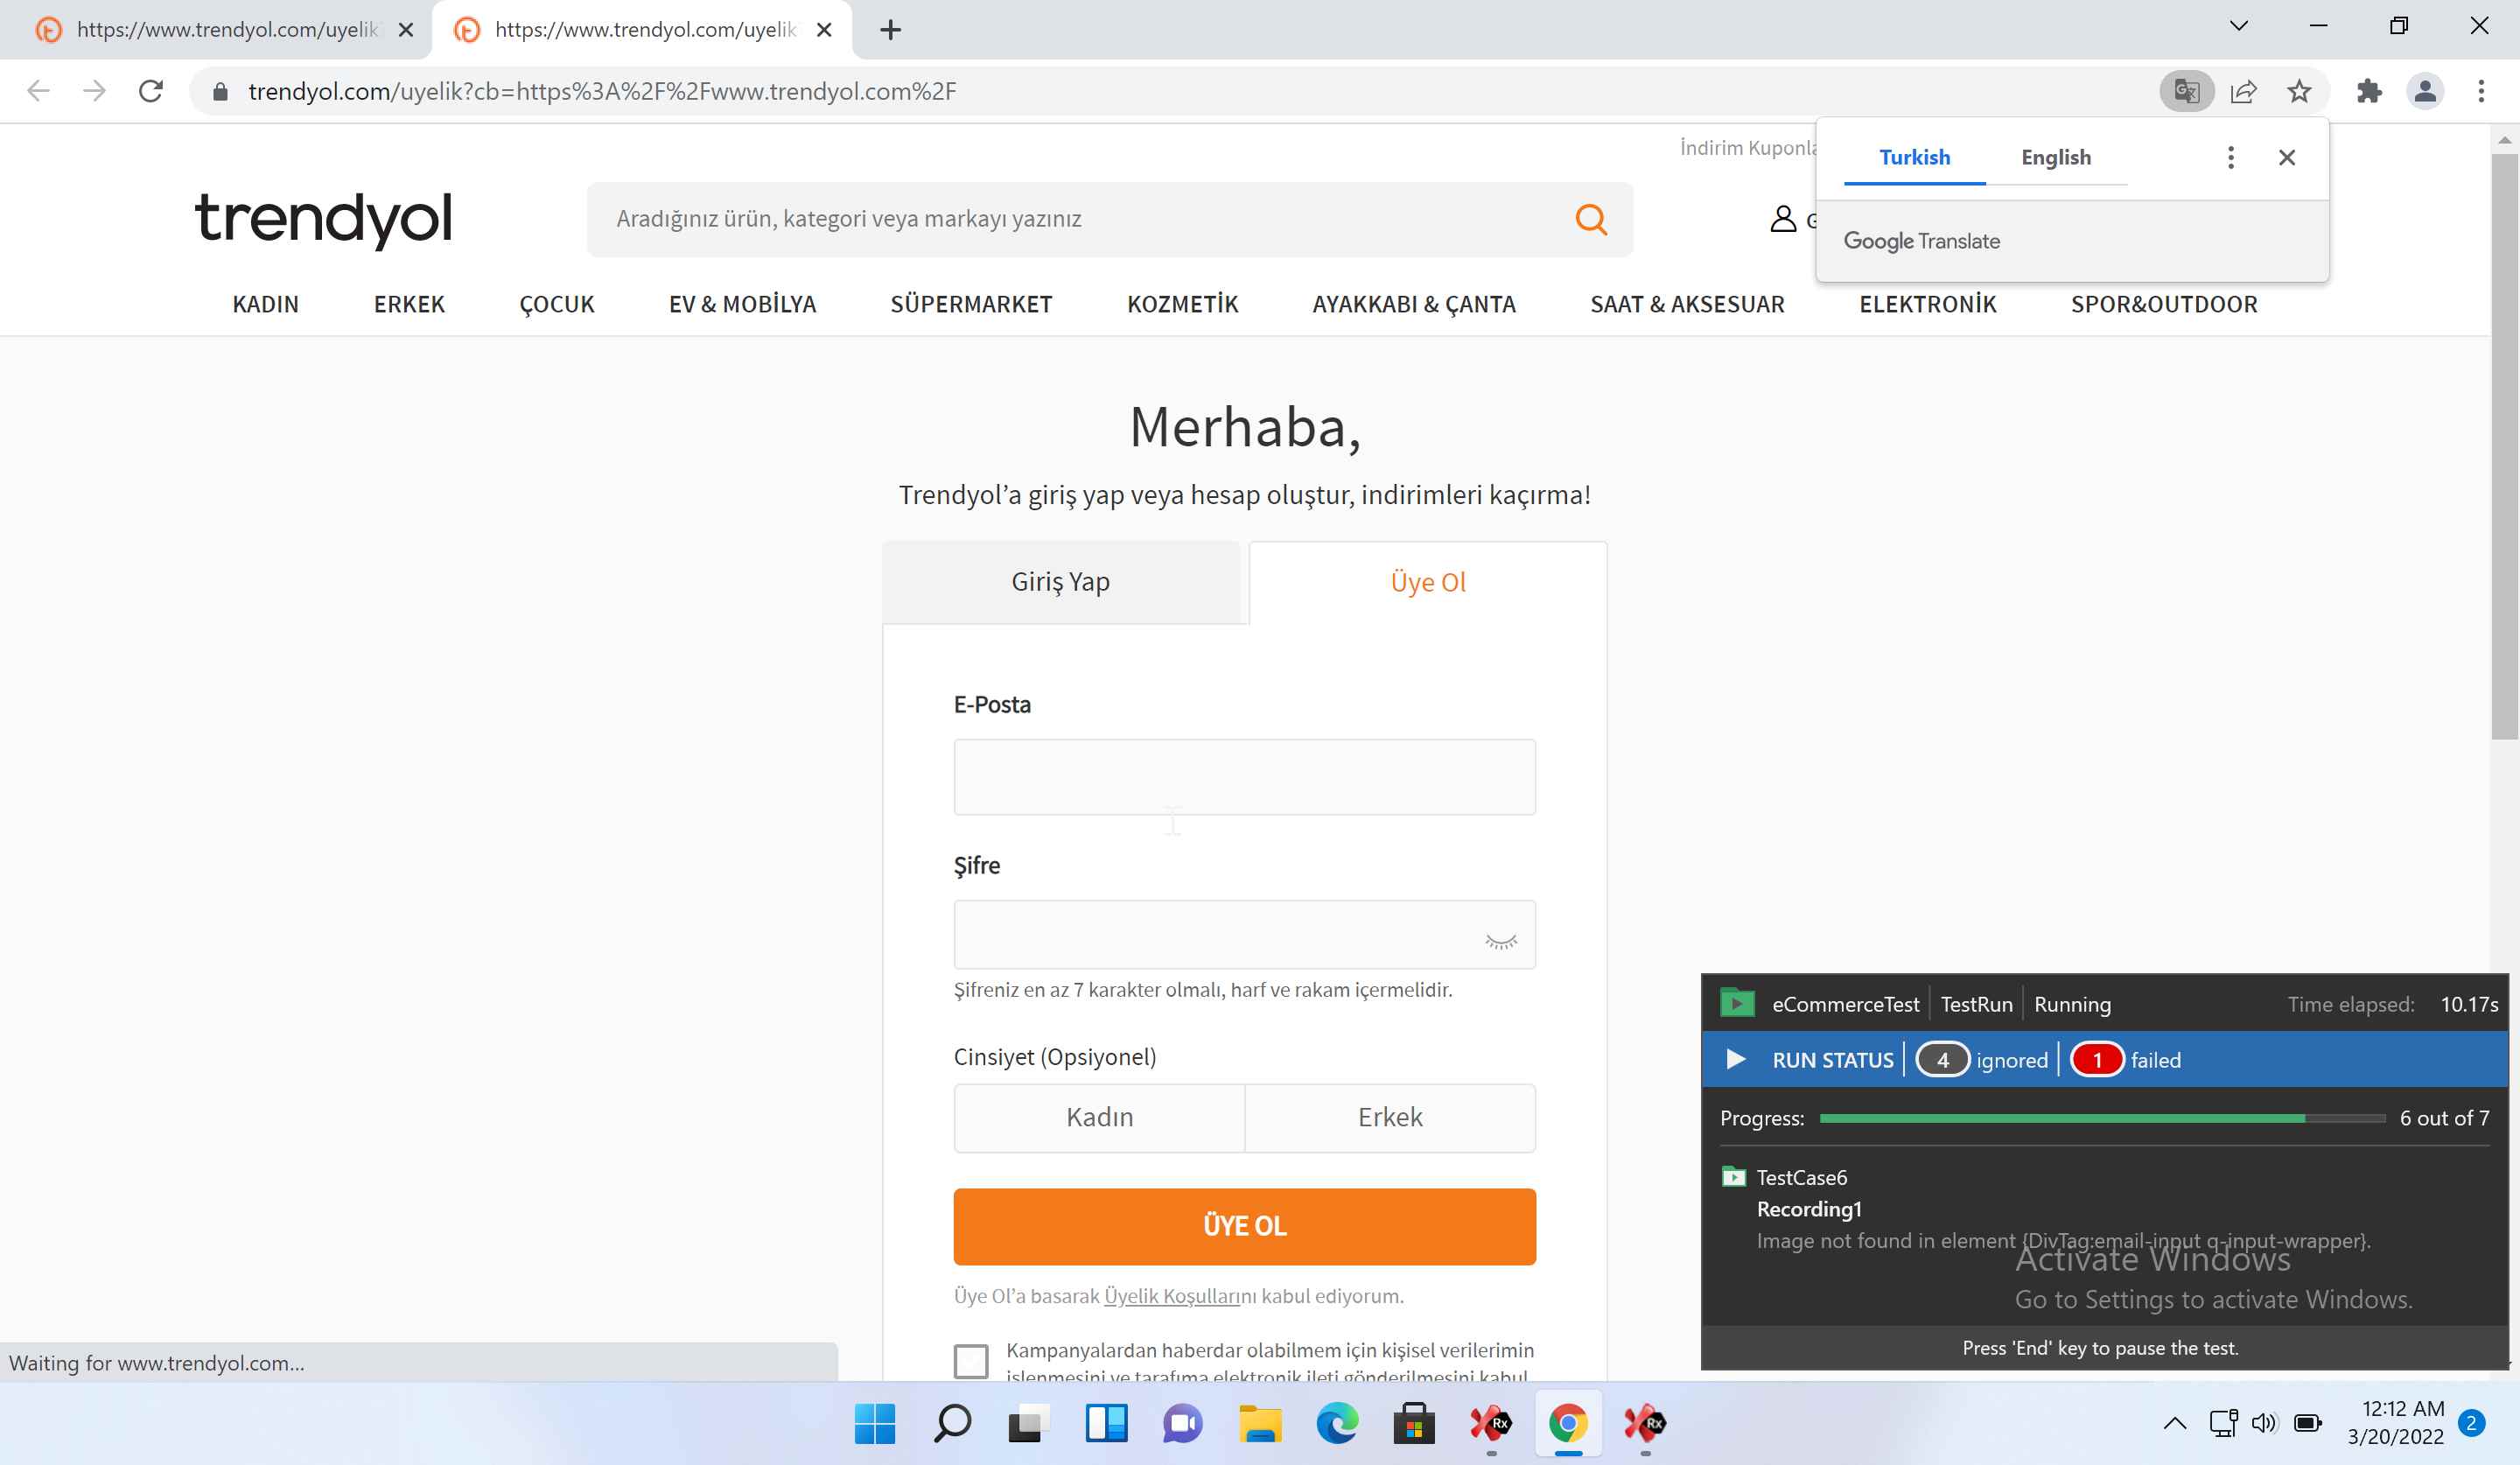 https://www.trendyol.com/uyelik
https://www.trendyol.com/uyelik
trendyol.com/uyelik?cb=https%3A%2F%2Fwww.trendyol.com%2F
Turkish English
Google Translate
trendyol
Aradığınız ürün, kategori veya markayı yazınız
İndirim
KADIN ERKEK ÇOCUK EV & MOBİLYA SÜPERMARKET KOZMETİK AYAKKABI & ÇANTA SAAT & AKSESUAR ELEKTRONİK SPOR&OUTDOOR
Merhaba,
Trendyol’a giriş yap veya hesap oluştur, indirimleri kaçırma!
Giriş Yap Üye Ol
E-Posta
Şifre
Şifreniz en az 7 karakter olmalı, harf ve rakam içermelidir.
Cinsiyet (Opsiyonel)
Kadın Erkek
ÜYE OL
Üye Ol’a basarak Üyelik Koşullarını kabul ediyorum.
Kampanyalardan haberdar olabilmem için kişisel verilerimin
işlenmesini ve tarafıma elektronik ileti gönderilmesini kabul
eCommerceTest TestRun Running Time elapsed: 10.17s
RUN STATUS 4 ignored 1 failed
Progress: 6 out of 7
TestCase6
Recording1
Image not found in element {DivTag:email-input q-input-wrapper}.
Activate Windows
Go to Settings to activate Windows.
Press 'End' key to pause the test.
Waiting for www.trendyol.com...
Rx
Rx
12:12 AM
3/20/2022
2